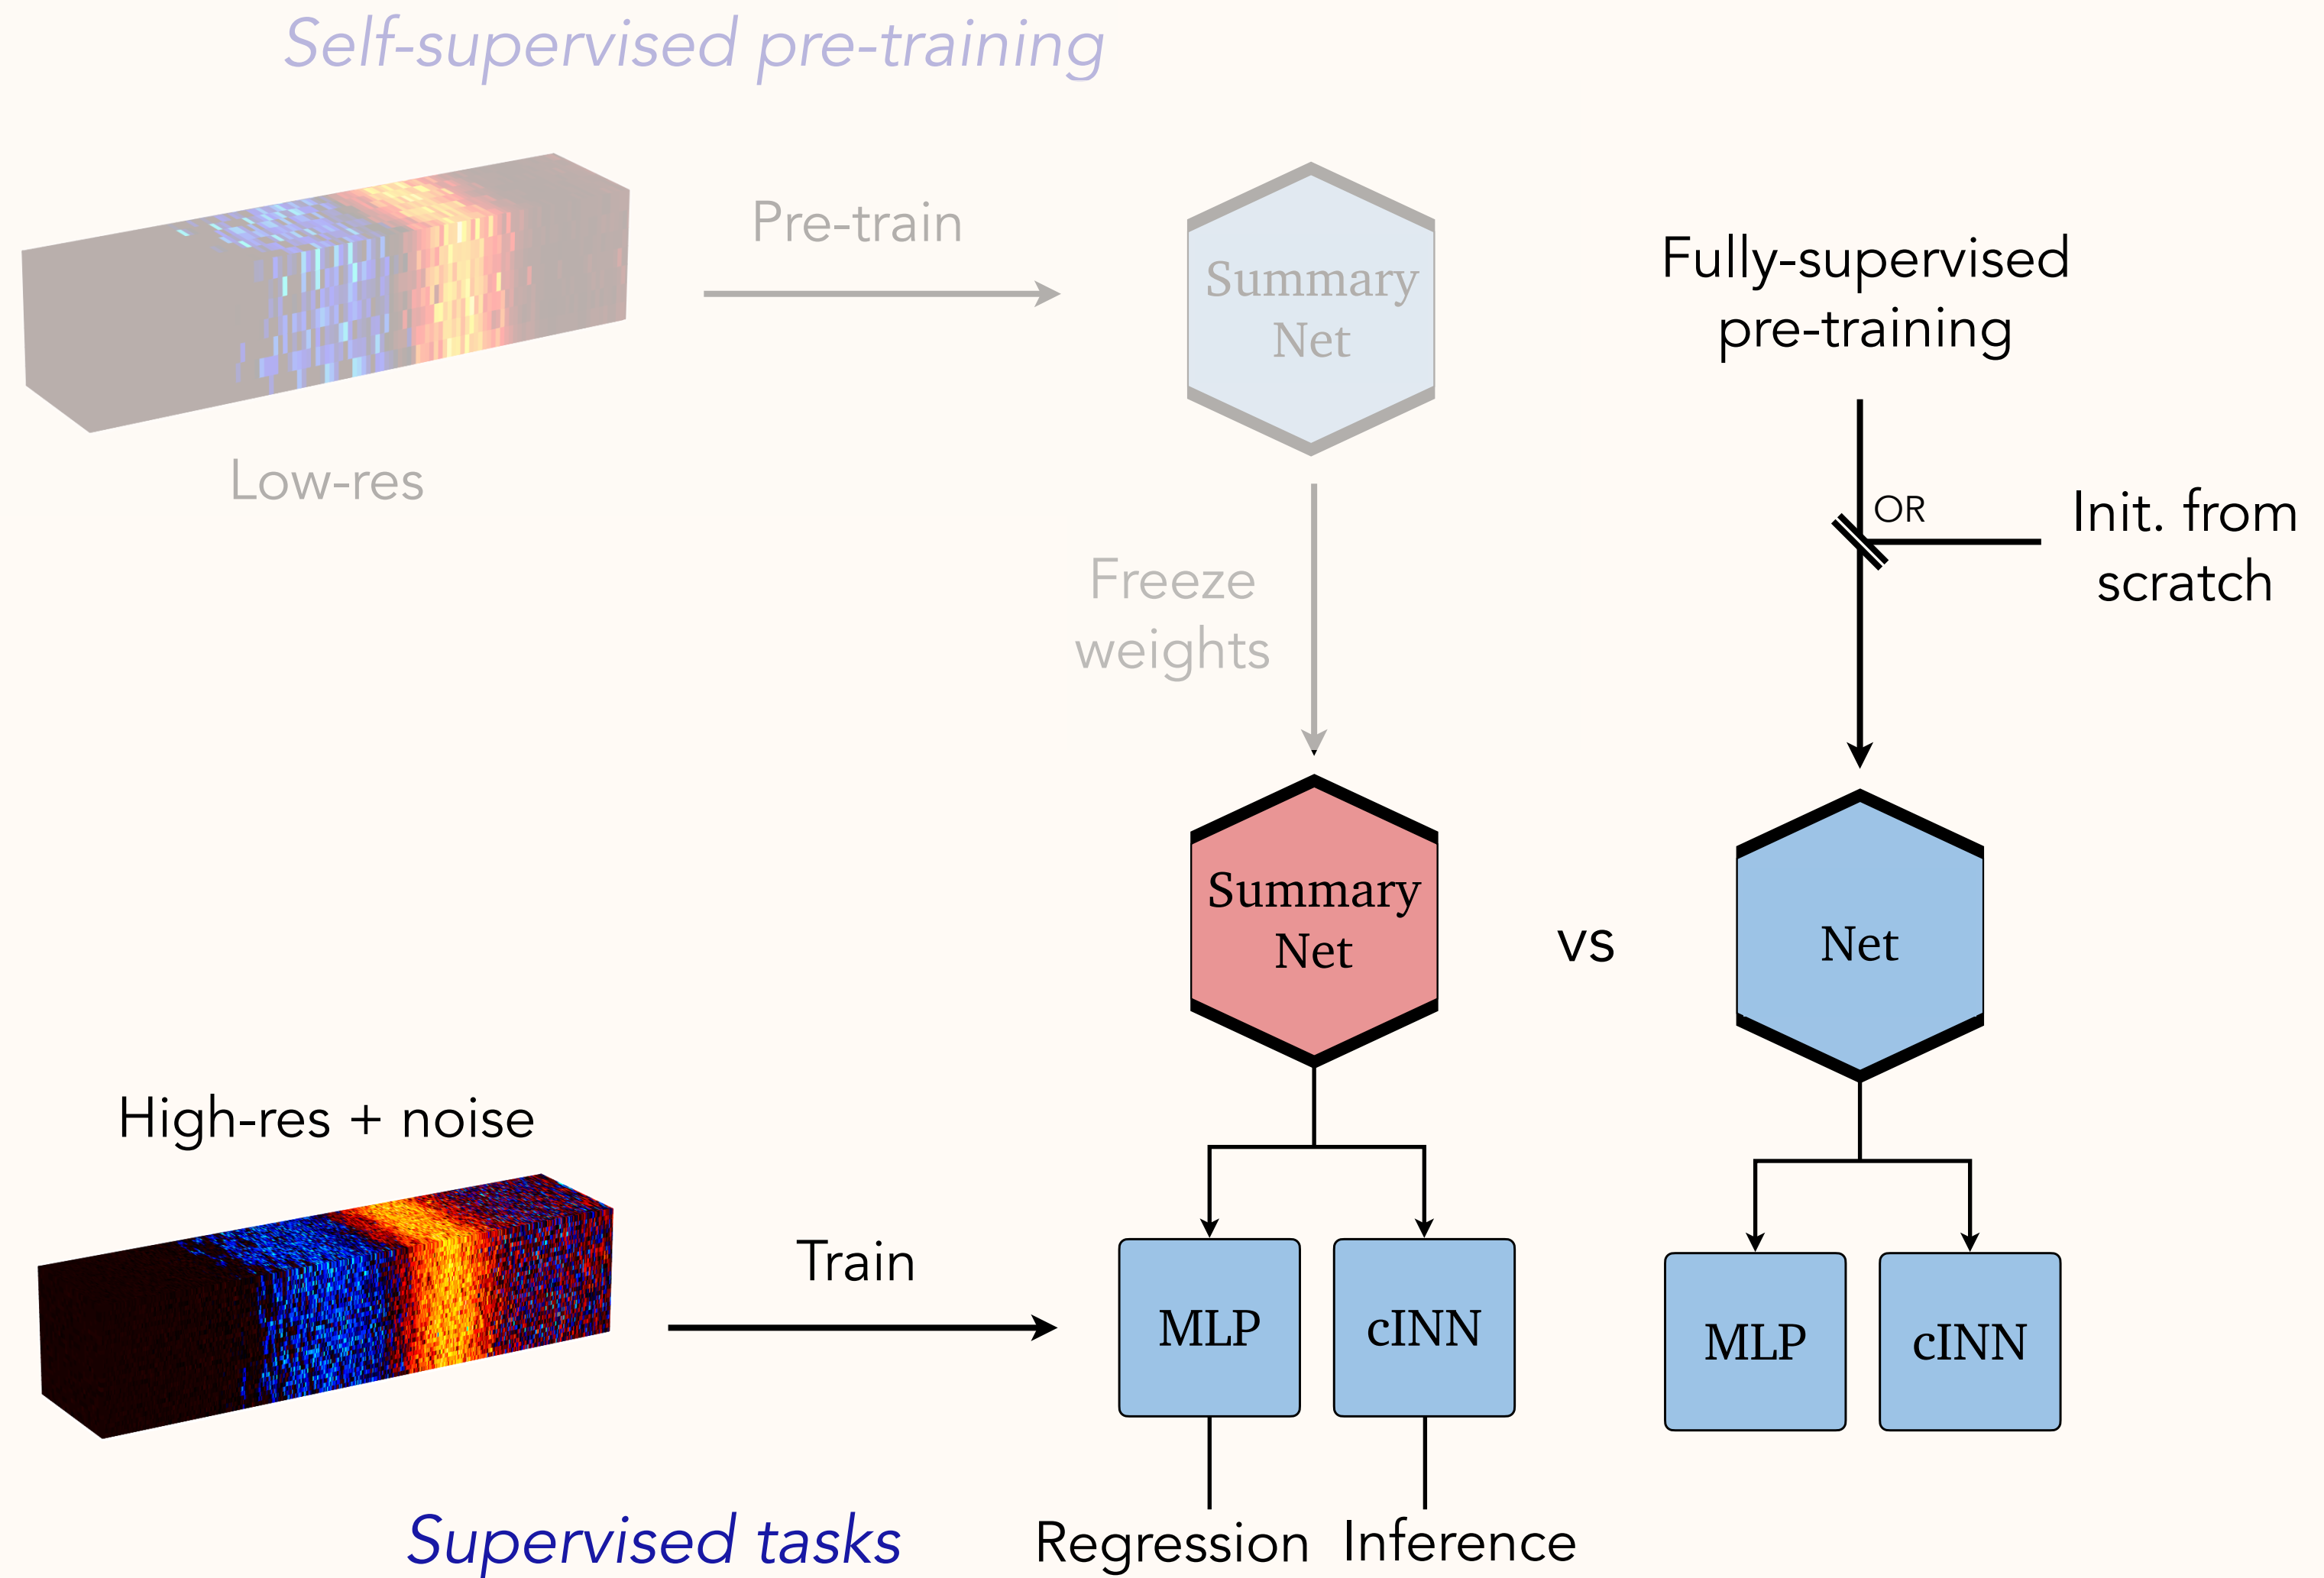 Self-supervised pre-training
Pre-train
Summary
Net
Low-res
Fully-supervised
pre-training
OR
Init. from
scratch
Freeze
weights
Summary
Net
vs
Net
High-res + noise
Train
MLP
cINN
MLP
cINN
Supervised tasks
Regression
Inference